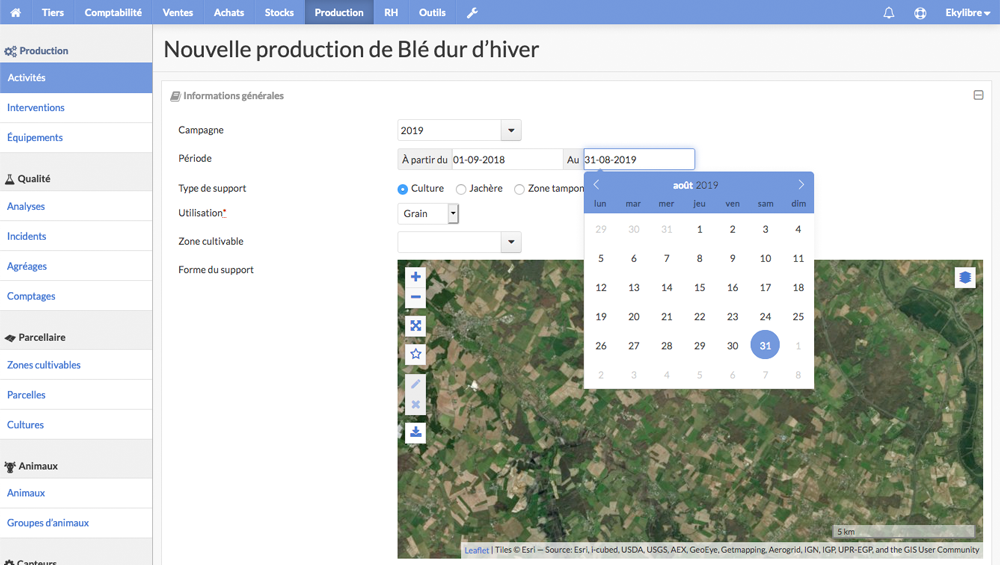 Tiers Comptabilité Ventes Achats Stocks Production RH Outils Ekylibre
Production
Activités
Interventions
Équipements
Qualité
Analyses
Incidents
Agréages
Comptages
Parcellaire
Zones cultivables
Parcelles
Cultures
Animaux
Animaux
Groupes d'animaux
Capteurs
Nouvelle production de Blé dur d'hiver
Informations générales
Campagne 2019
Période À partir du 01-09-2018 Au 31-08-2019
Type de support Culture Jachère Zone tampon
Utilisation* Grain
Zone cultivable
Forme du support
août 2019
lun mar mer jeu ven sam dim
29 30 31 1 2 3 4
5 6 7 8 9 10 11
12 13 14 15 16 17 18
19 20 21 22 23 24 25
26 27 28 29 30 31 1
2 3 4 5 6 7 8
5 km
Leaflet | Tiles © Esri — Source: Esri, i-cubed, USDA, USGS, AEX, GeoEye, Getmapping, Aerogrid, IGN, IGP, UPR-EGP, and the GIS User Community